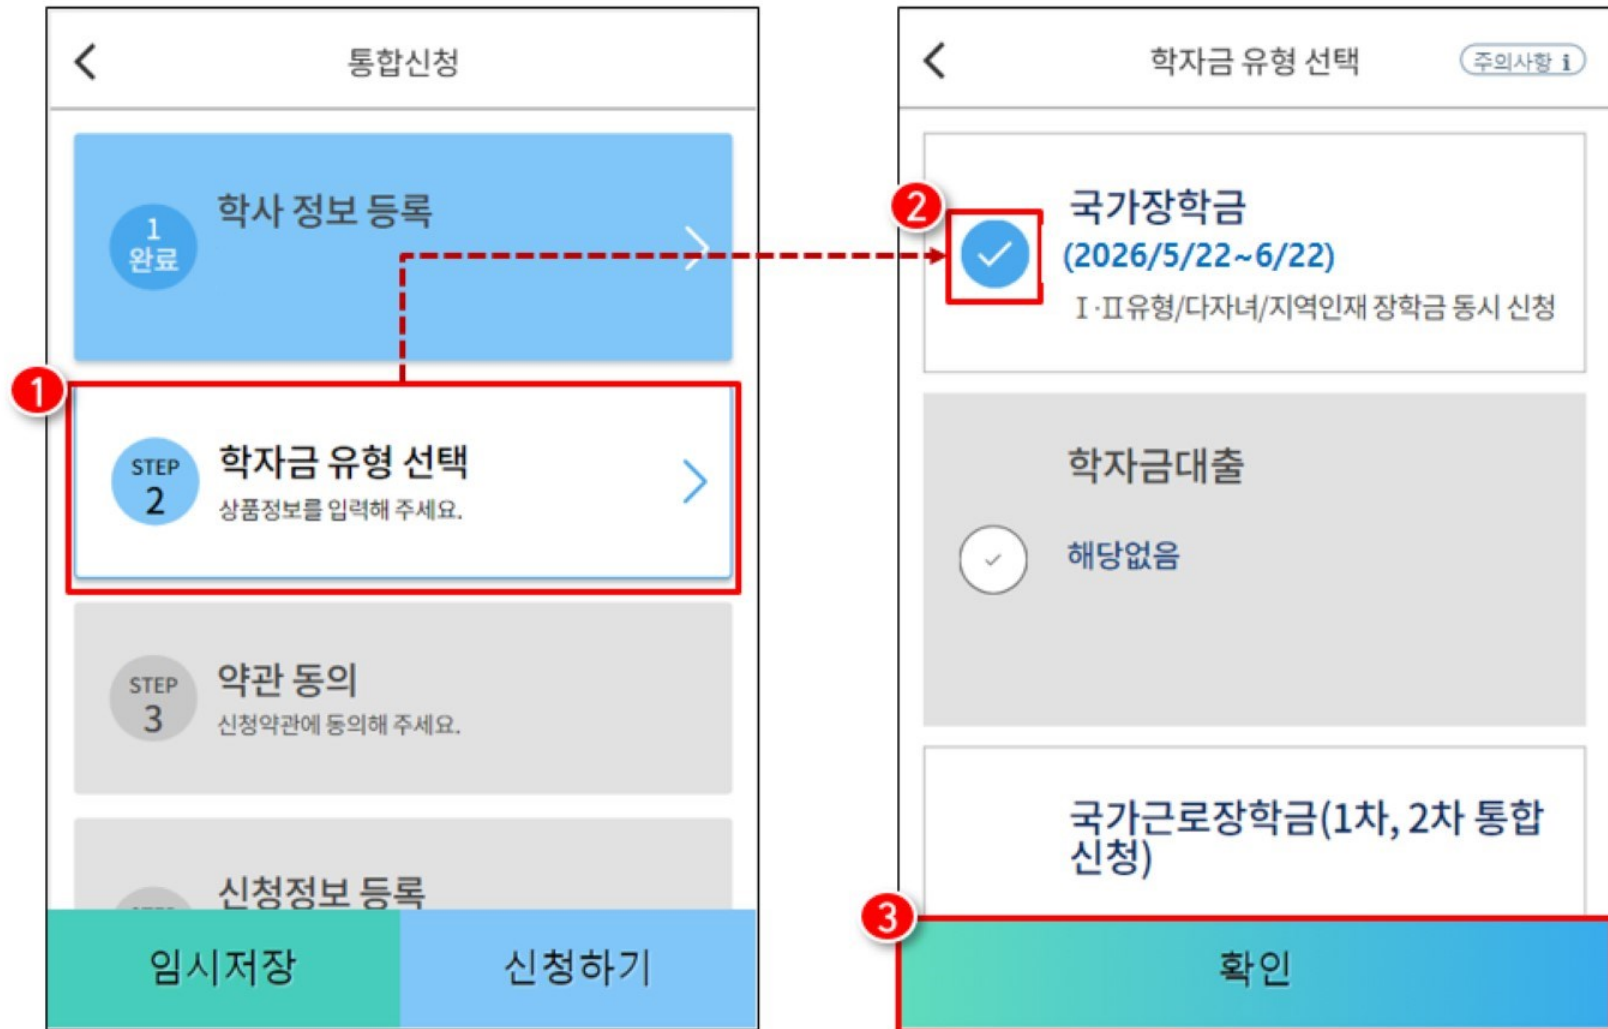 통합신청
1
완료
학사 정보 등록
1
STEP
2
학자금 유형 선택
상품정보를 입력해 주세요.
STEP
3
약관 동의
신청약관에 동의해 주세요.
신청정보 등록
임시저장
신청하기
학자금 유형 선택
주의사항 i
2
국가장학금
(2026/5/22~6/22)
Ⅰ·Ⅱ유형/다자녀/지역인재 장학금 동시 신청
학자금대출
해당없음
국가근로장학금(1차, 2차 통합
신청)
3
확인